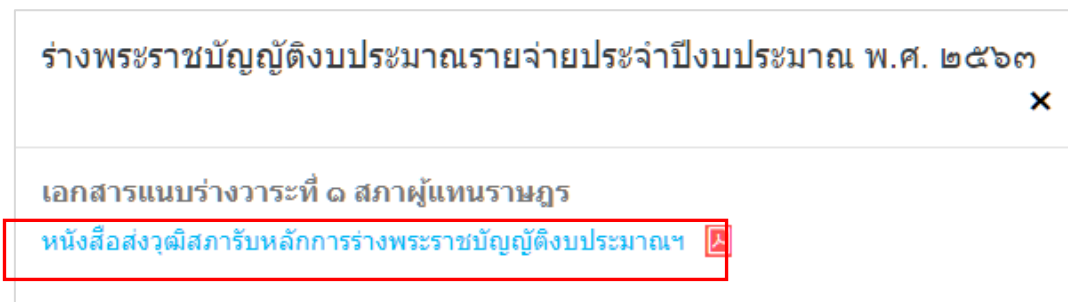 ร่างพระราชบัญญัติงบประมาณรายจ่ายประจำปีงบประมาณ พ.ศ. ๒๕๖๓
×
เอกสารแนบร่างวาระที่ ๑ สภาผู้แทนราษฎร
หนังสือส่งวุฒิสภารับหลักการร่างพระราชบัญญัติงบประมาณฯ